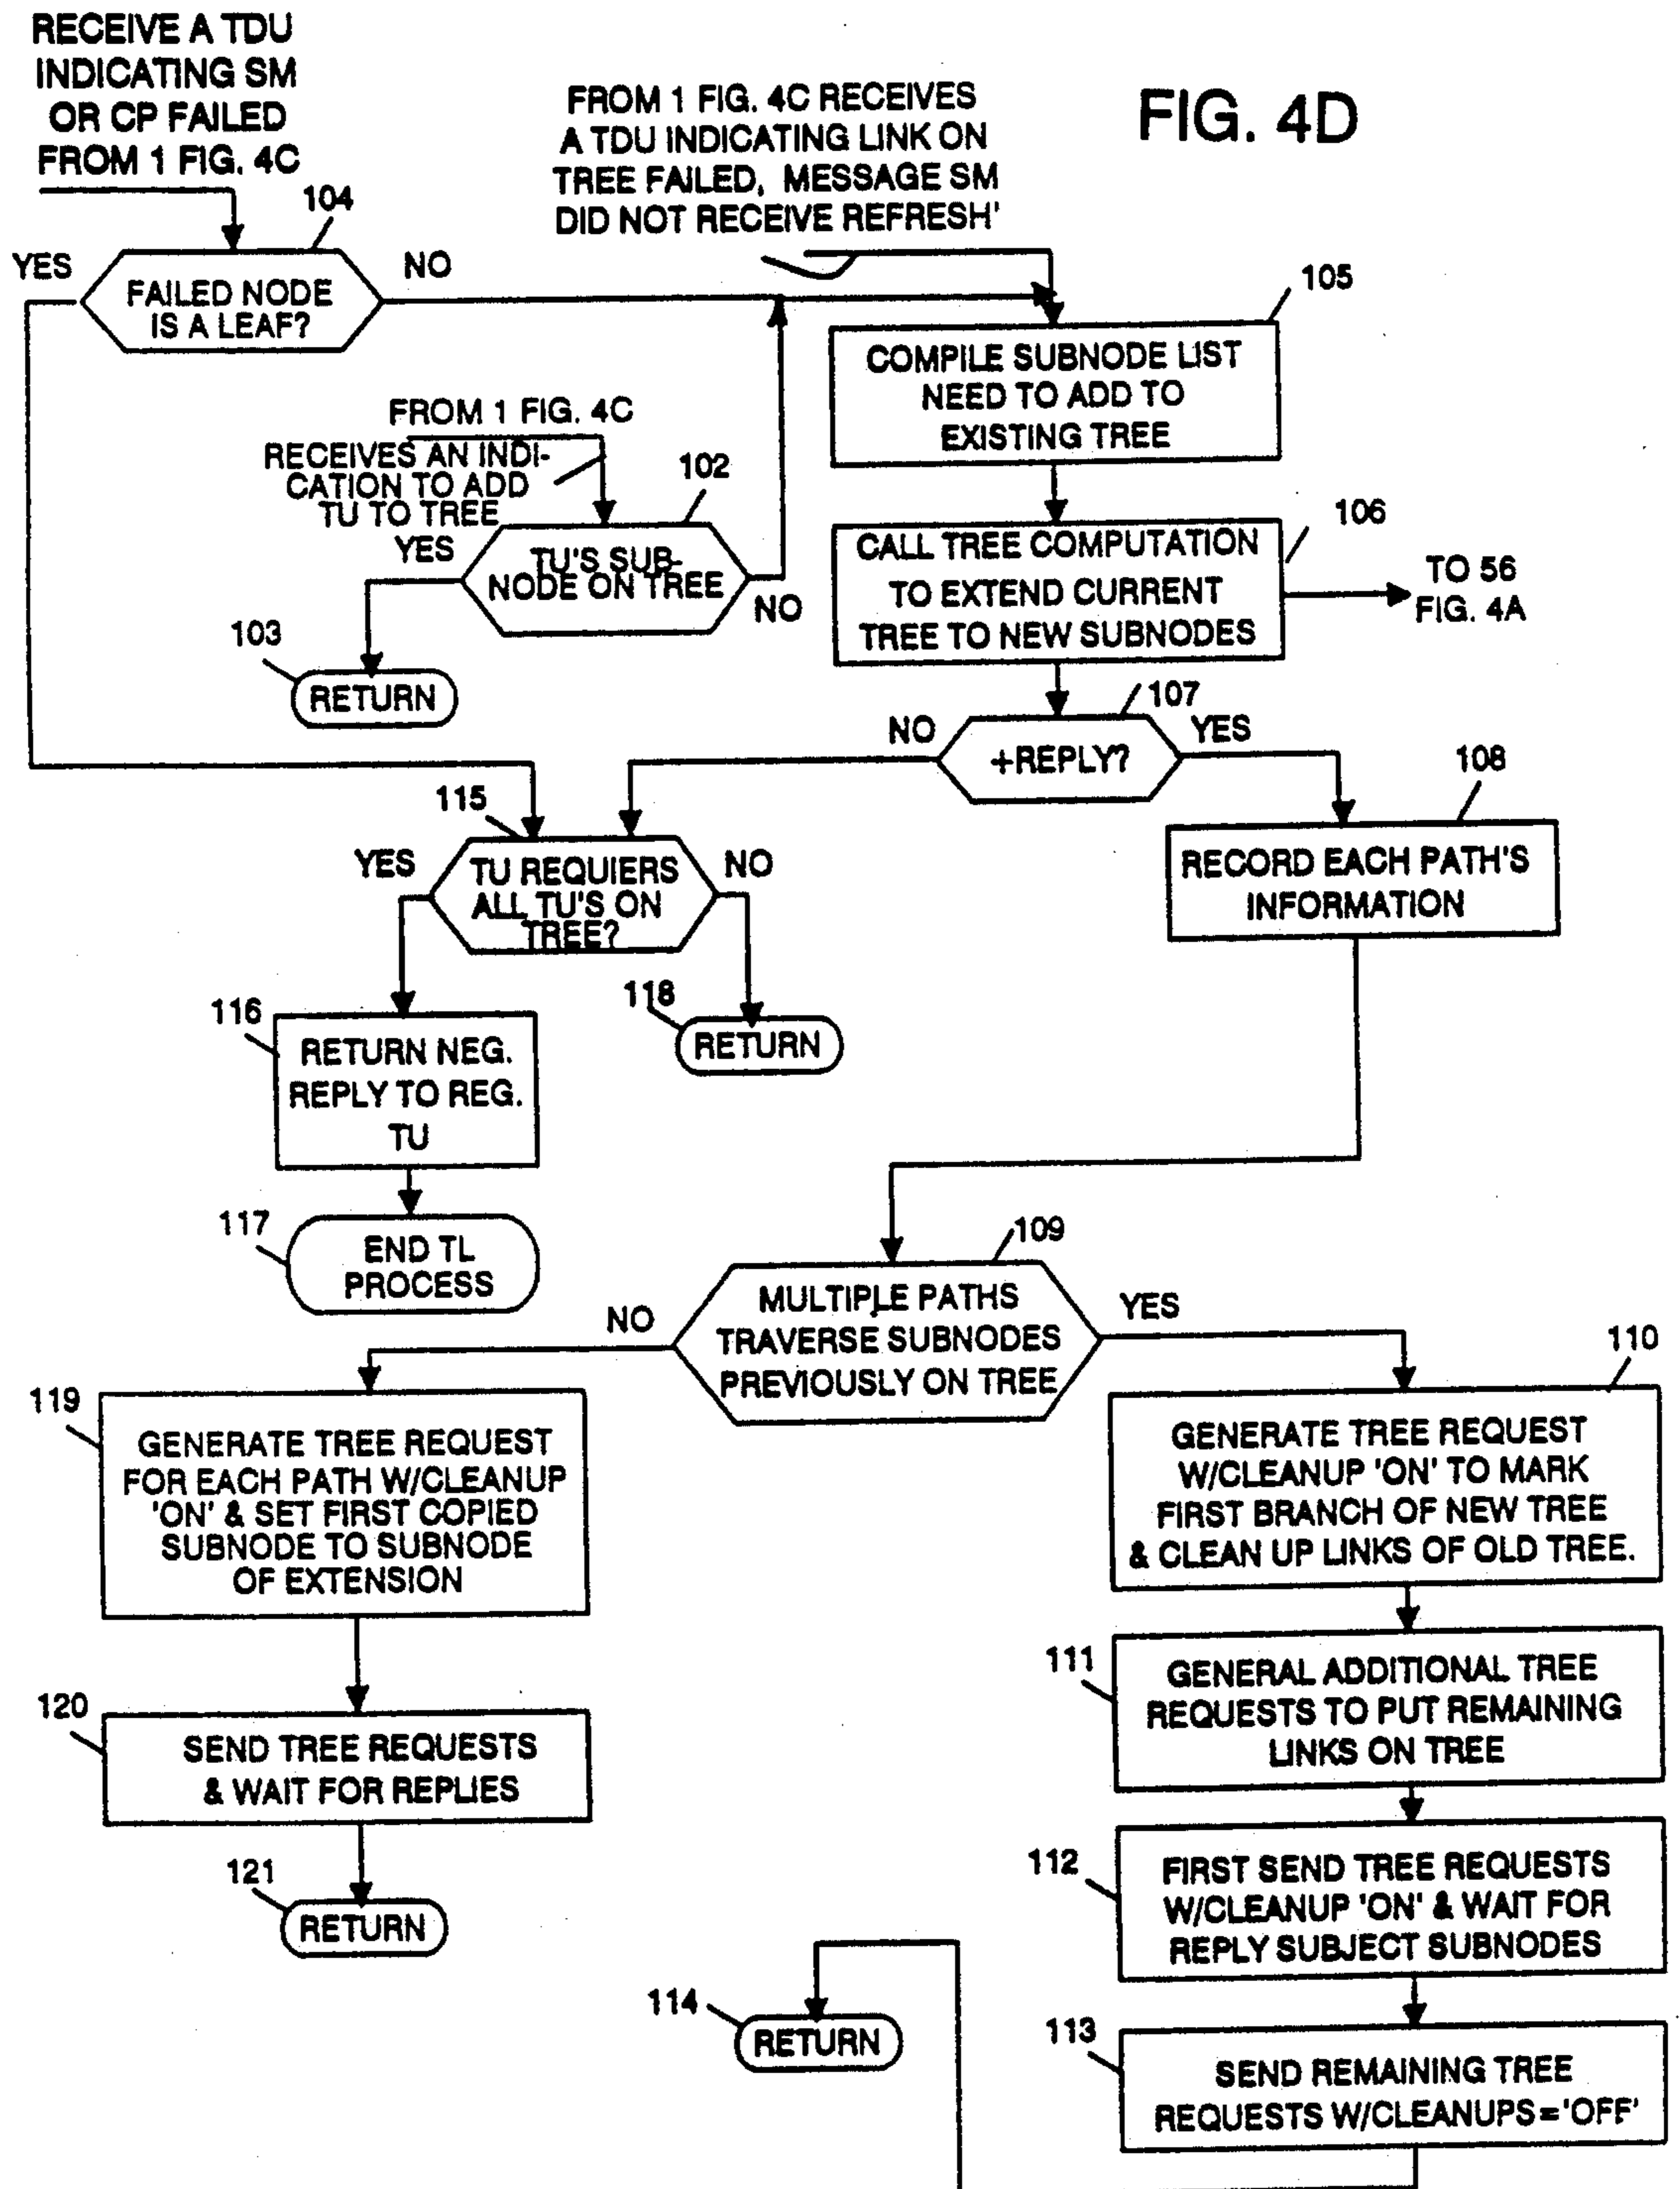 RECEIVE A TDU
INDICATING SM
OR CP FAILED
FROM 1 FIG. 4C
FROM 1 FIG. 4C RECEIVES
A TDU INDICATING LINK ON
TREE FAILED, MESSAGE SM
DID NOT RECEIVE REFRESH'
FIG. 4D
104
YES
NO
FAILED NODE
IS A LEAF?
105
COMPILE SUBNODE LIST
NEED TO ADD TO
EXISTING TREE
FROM 1 FIG. 4C
RECEIVES AN INDI-
CATION TO ADD
TU TO TREE
102
YES
TU'S SUB-
NODE ON TREE
NO
103
RETURN
106
CALL TREE COMPUTATION
TO EXTEND CURRENT
TREE TO NEW SUBNODES
TO 56
FIG. 4A
107
NO
YES
+REPLY?
108
RECORD EACH PATH'S
INFORMATION
115
YES
NO
TU REQUIERS
ALL TU'S ON
TREE?
116
RETURN NEG.
REPLY TO REG.
TU
118
RETURN
117
END TL
PROCESS
109
NO
YES
MULTIPLE PATHS
TRAVERSE SUBNODES
PREVIOUSLY ON TREE
119
GENERATE TREE REQUEST
FOR EACH PATH W/CLEANUP
'ON' & SET FIRST COPIED
SUBNODE TO SUBNODE
OF EXTENSION
110
GENERATE TREE REQUEST
W/CLEANUP 'ON' TO MARK
FIRST BRANCH OF NEW TREE
& CLEAN UP LINKS OF OLD TREE.
111
GENERAL ADDITIONAL TREE
REQUESTS TO PUT REMAINING
LINKS ON TREE
120
SEND TREE REQUESTS
& WAIT FOR REPLIES
121
RETURN
112
FIRST SEND TREE REQUESTS
W/CLEANUP 'ON' & WAIT FOR
REPLY SUBJECT SUBNODES
114
RETURN
113
SEND REMAINING TREE
REQUESTS W/CLEANUPS='OFF'